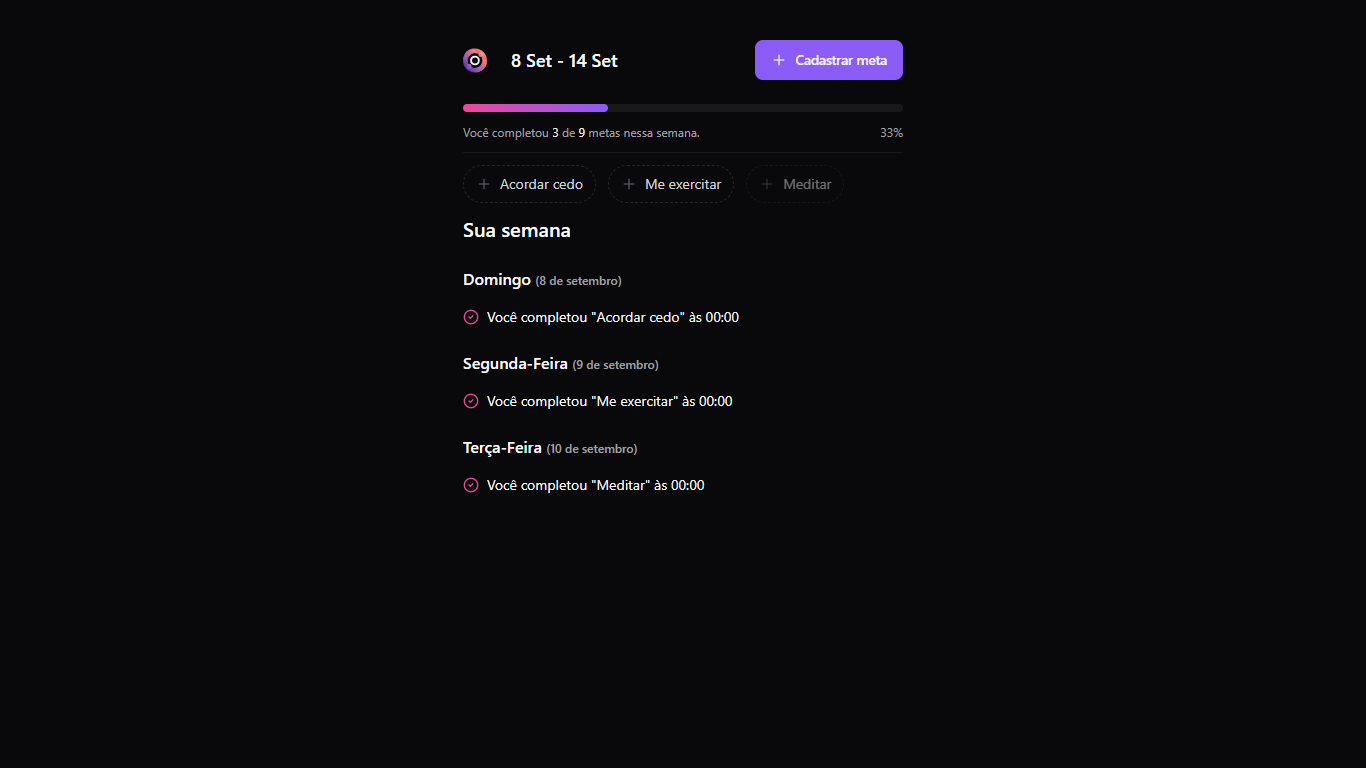 8 Set - 14 Set
Cadastrar meta
Você completou 3 de 9 metas nessa semana.
33%
Acordar cedo
Me exercitar
Meditar
Sua semana
Domingo (8 de setembro)
Você completou "Acordar cedo" às 00:00
Segunda-Feira (9 de setembro)
Você completou "Me exercitar" às 00:00
Terça-Feira (10 de setembro)
Você completou "Meditar" às 00:00